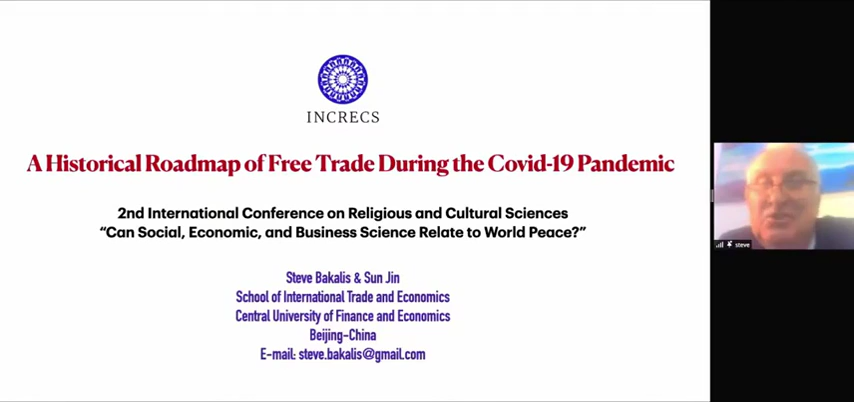 INCRECS
A Historical Roadmap of Free Trade During the Covid-19 Pandemic
2nd International Conference on Religious and Cultural Sciences
“Can Social, Economic, and Business Science Relate to World Peace?”
Steve Bakalis & Sun Jin
School of International Trade and Economics
Central University of Finance and Economics
Beijing-China
E-mail: steve.bakalis@gmail.com
steve